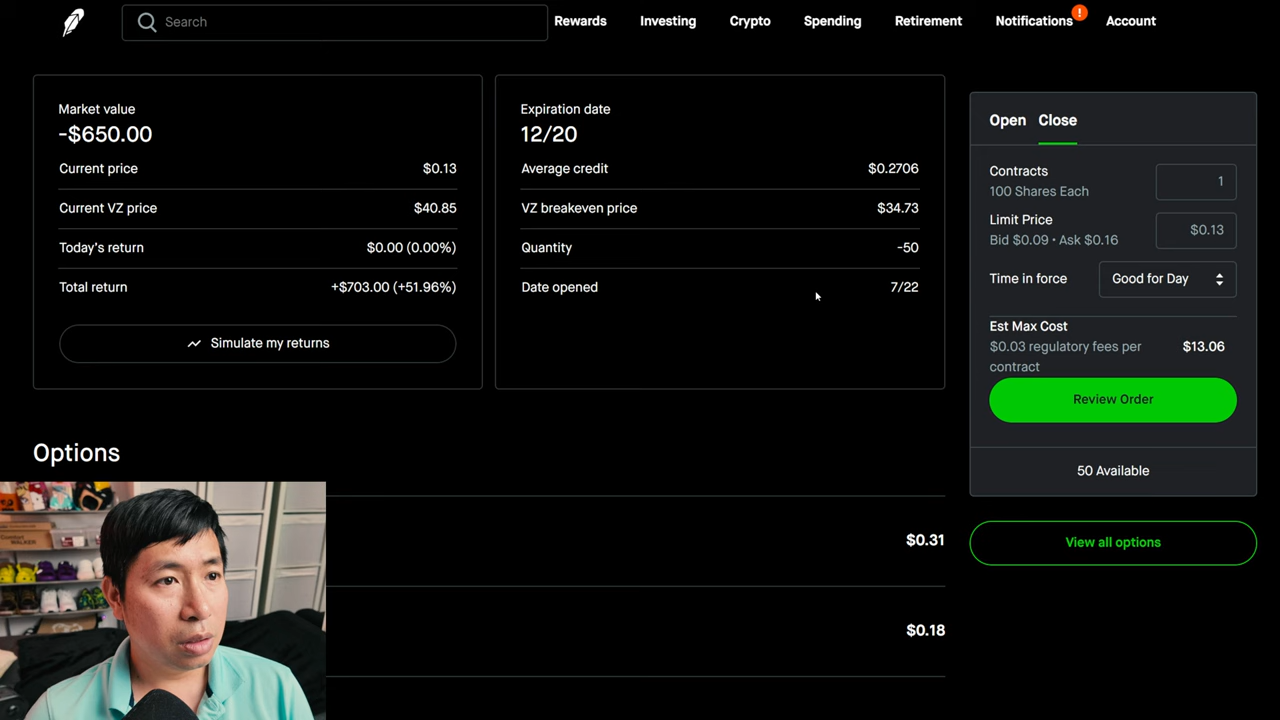 Search
Rewards
Investing
Crypto
Spending
Retirement
Notifications
!
Account
Market value
-$650.00
Current price $0.13
Current VZ price $40.85
Today's return $0.00 (0.00%)
Total return +$703.00 (+51.96%)
Simulate my returns
Expiration date
12/20
Average credit $0.2706
VZ breakeven price $34.73
Quantity -50
Date opened 7/22
Open Close
Contracts
100 Shares Each
1
Limit Price
Bid $0.09 • Ask $0.16
$0.13
Time in force Good for Day
Est Max Cost
$0.03 regulatory fees per
contract
$13.06
Review Order
50 Available
View all options
Options
$0.31
$0.18